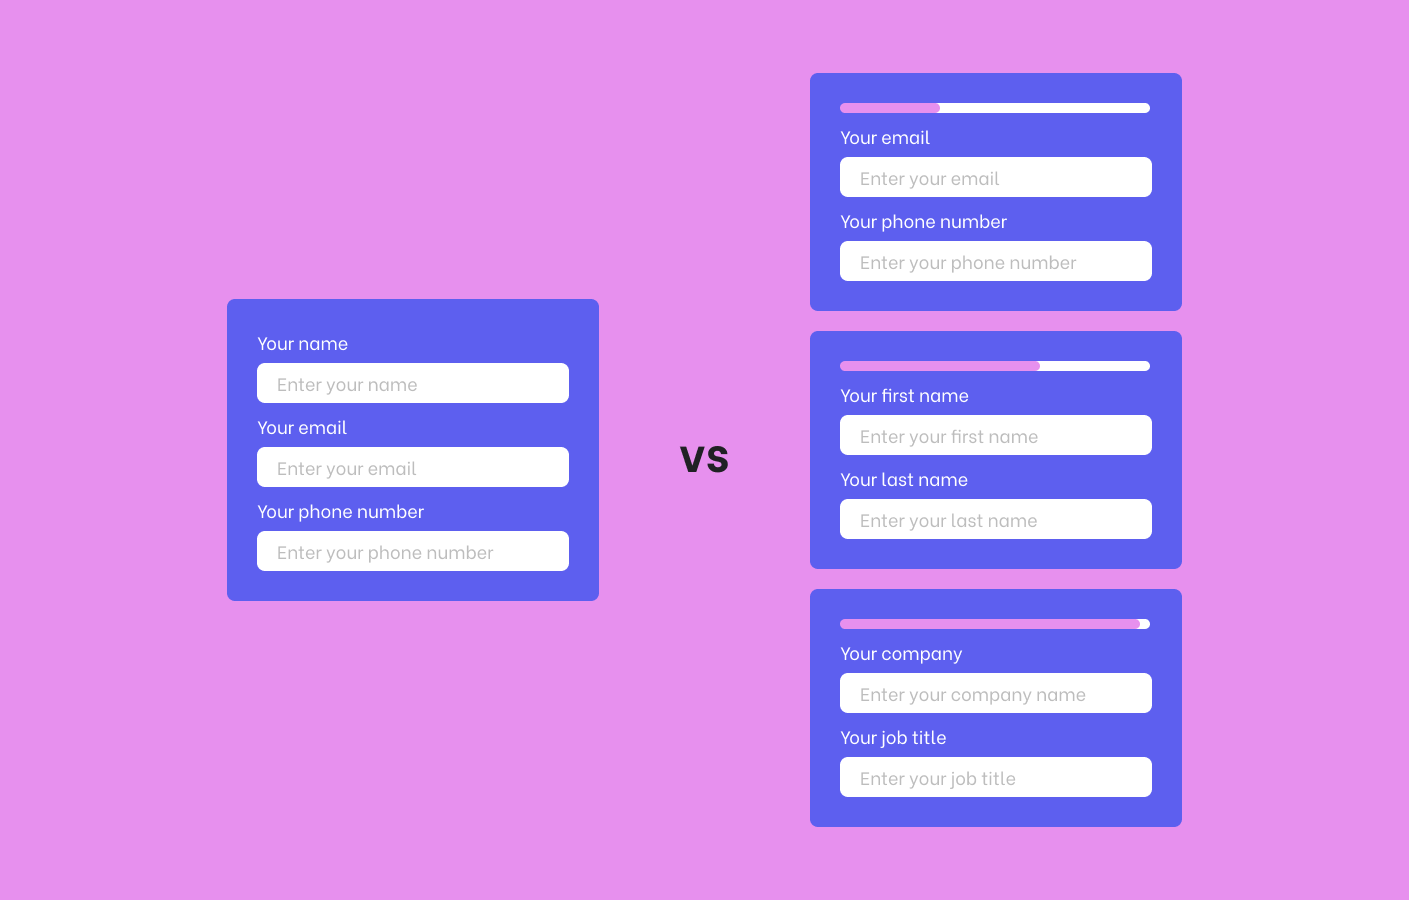 Your name
Enter your name
Your email
Enter your email
Your phone number
Enter your phone number
VS
Your email
Enter your email
Your phone number
Enter your phone number
Your first name
Enter your first name
Your last name
Enter your last name
Your company
Enter your company name
Your job title
Enter your job title